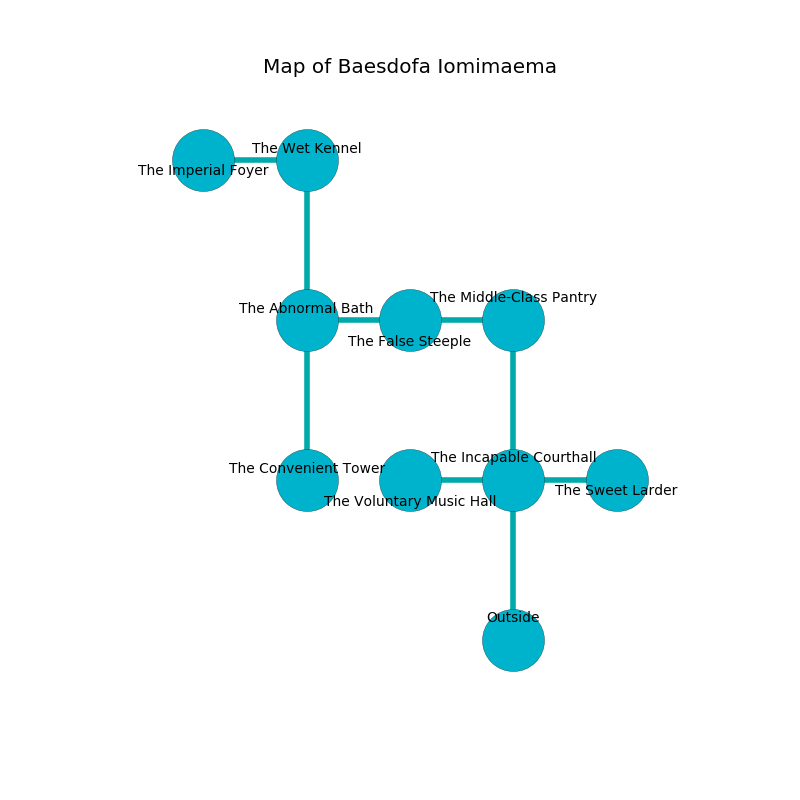 Map of Baesdofa Iomimaema
The Wet Kennel
The Imperial Foyer
The Middle-Class Pantry
The Abnormal Bath
The False Steeple
The Incapable Courthall
The Convenient Tower
The Sweet Larder
The Voluntary Music Hall
Outside